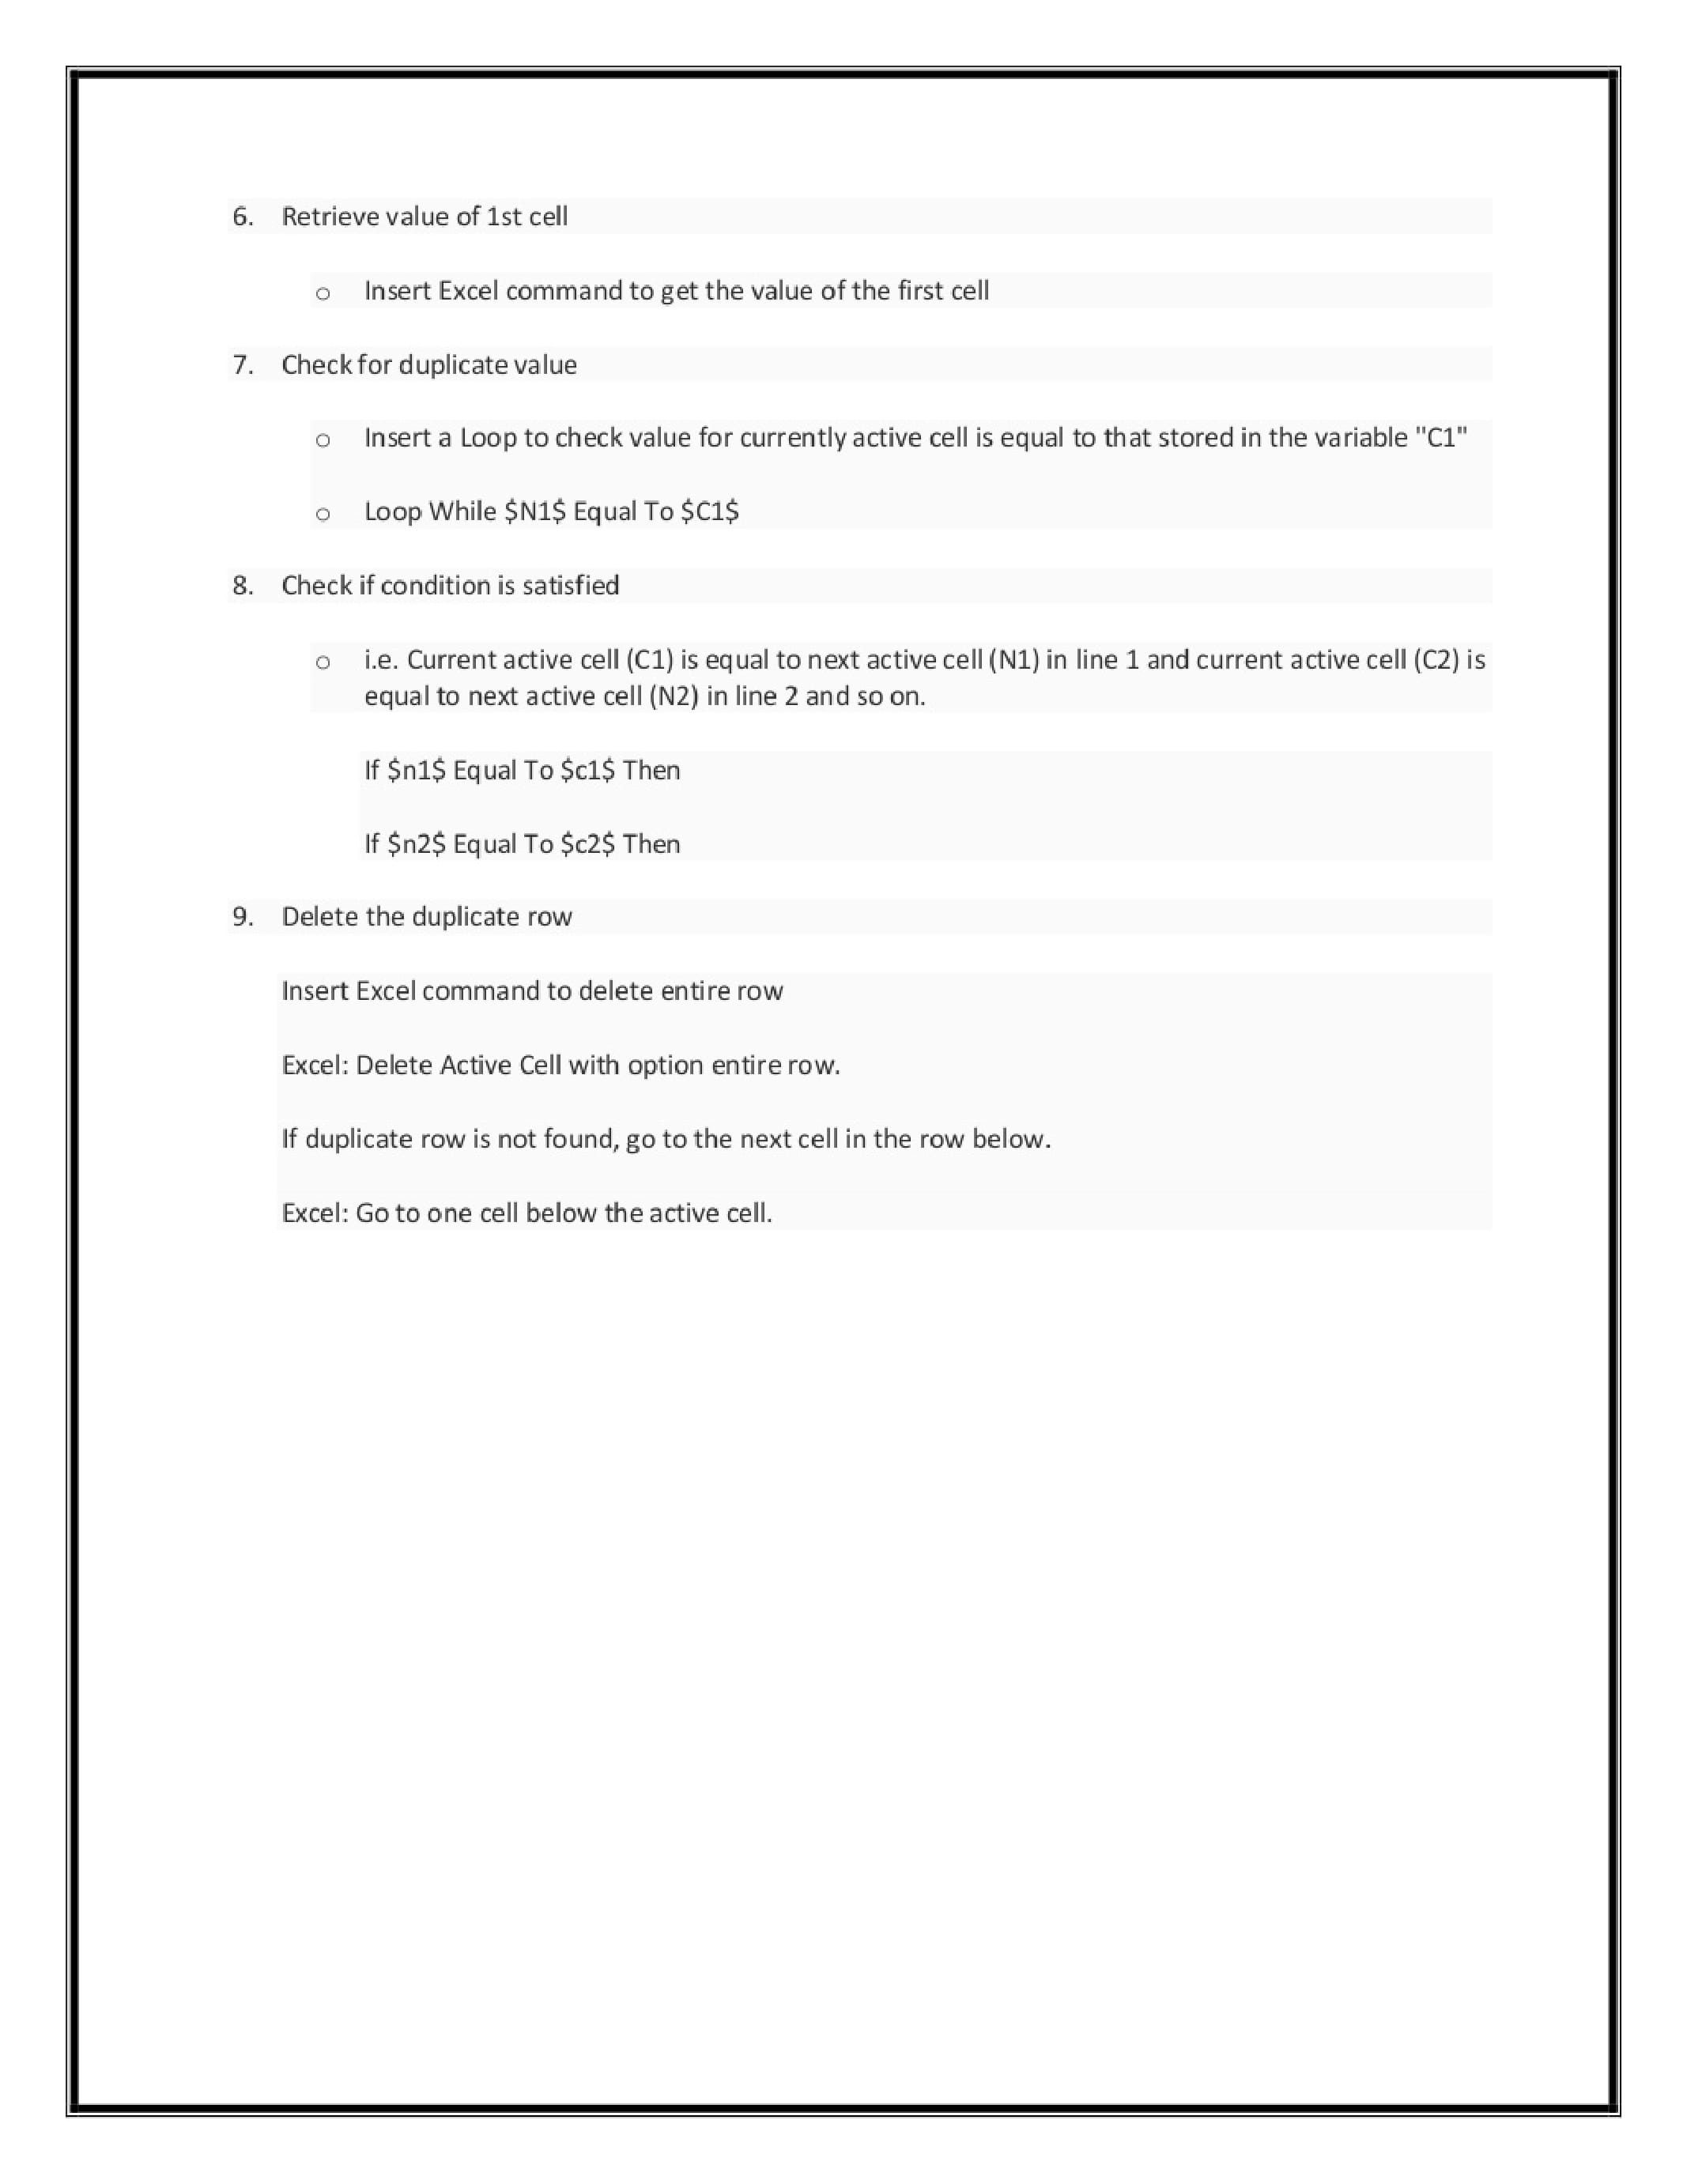 6. Retrieve value of 1st cell
o Insert Excel command to get the value of the first cell
7. Check for duplicate value
o Insert a Loop to check value for currently active cell is equal to that stored in the variable "C1"
o Loop While $N1$ Equal To $C1$
8. Check if condition is satisfied
o i.e. Current active cell (C1) is equal to next active cell (N1) in line 1 and current active cell (C2) is
equal to next active cell (N2) in line 2 and so on.
If $n1$ Equal To $c1$ Then
If $n2$ Equal To $c2$ Then
9. Delete the duplicate row
Insert Excel command to delete entire row
Excel: Delete Active Cell with option entire row.
If duplicate row is not found, go to the next cell in the row below.
Excel: Go to one cell below the active cell.